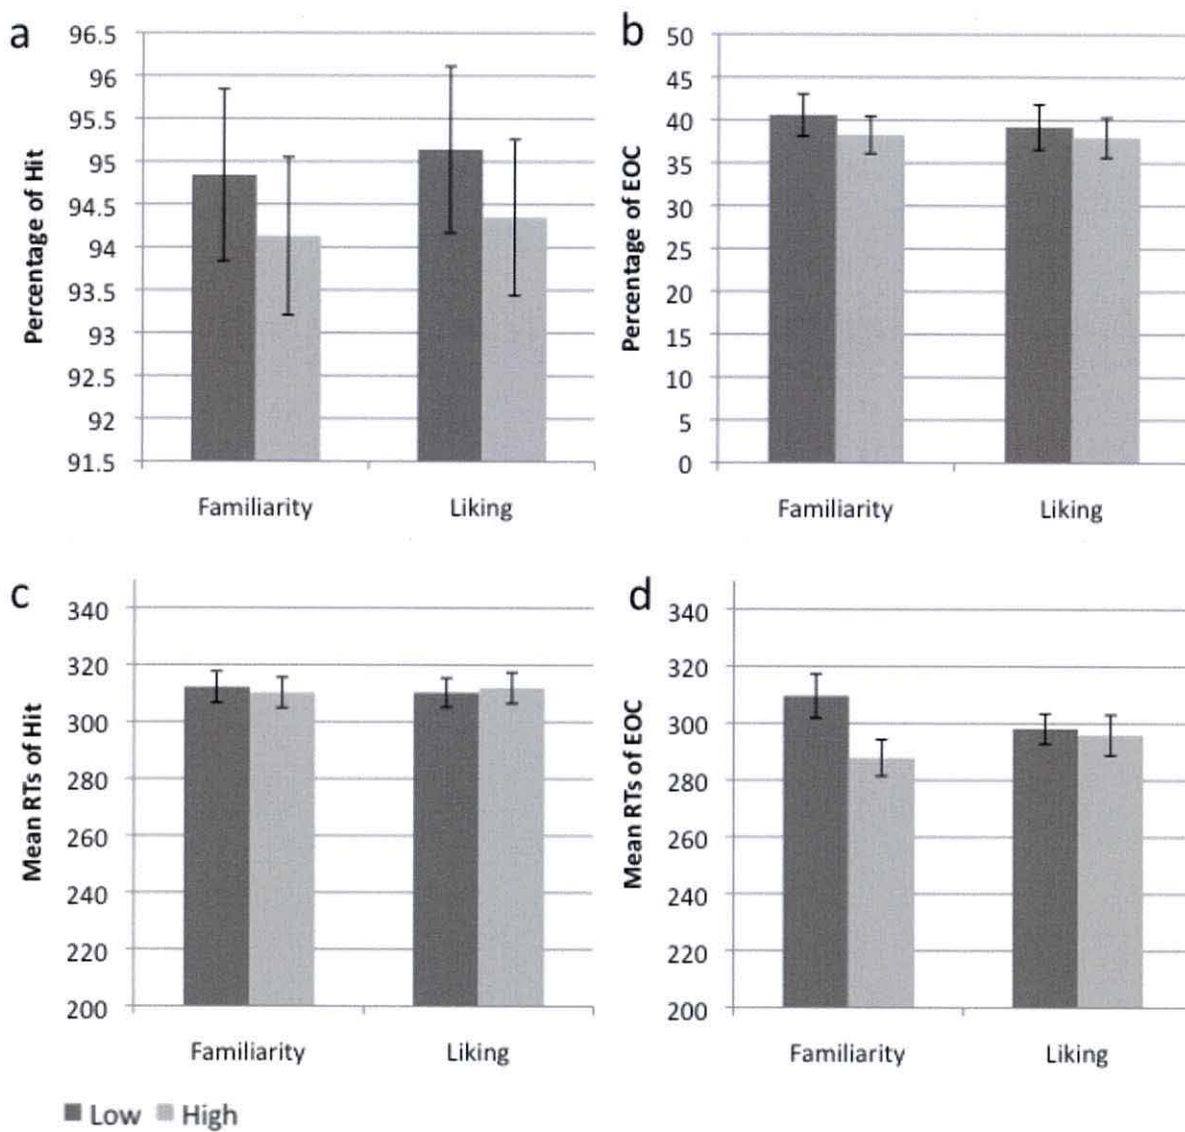 a
96.5
96
95.5
95
94.5
94
93.5
93
92.5
92
91.5
Percentage of Hit
Familiarity Liking
b
50
45
40
35
30
25
20
15
10
5
0
Percentage of EOC
Familiarity Liking
c
340
320
300
280
260
240
220
200
Mean RTs of Hit
Familiarity Liking
d
340
320
300
280
260
240
220
200
Mean RTs of EOC
Familiarity Liking
Low High